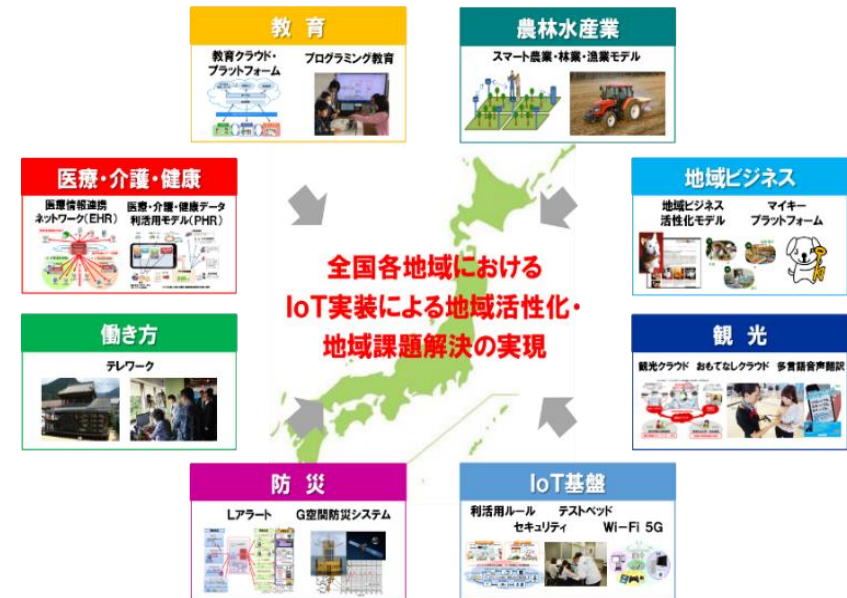 教 育
教育クラウド・
プラットフォーム
プログラミング教育
農林水産業
スマート農業・林業・漁業モデル
医療・介護・健康
医療情報連携
ネットワーク(EHR)
医療・介護・健康データ
利活用モデル(PHR)
地域ビジネス
地域ビジネス
活性化モデル
マイキー
プラットフォーム
全国各地域における
IoT実装による地域活性化・
地域課題解決の実現
働き方
テレワーク
観 光
観光クラウド おもてなしクラウド 多言語音声翻訳
防 災
Lアラート G空間防災システム
IoT基盤
利活用ルール テストベッド
セキュリティ Wi-Fi 5G